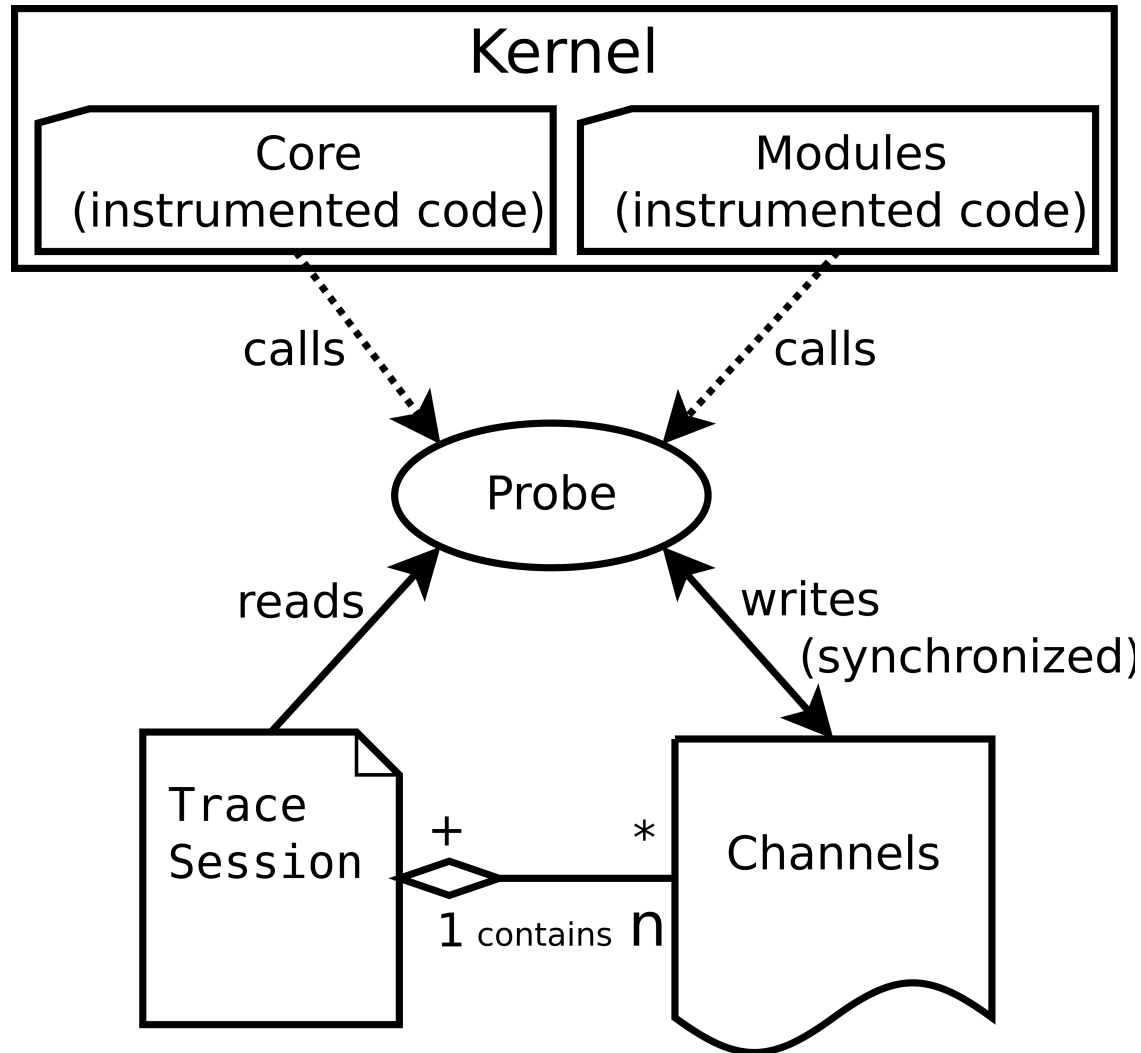 Kernel
Core
(instrumented code)
Modules
(instrumented code)
calls
calls
Probe
reads
writes
(synchronized)
Trace
Session
+
*
1 contains n
Channels